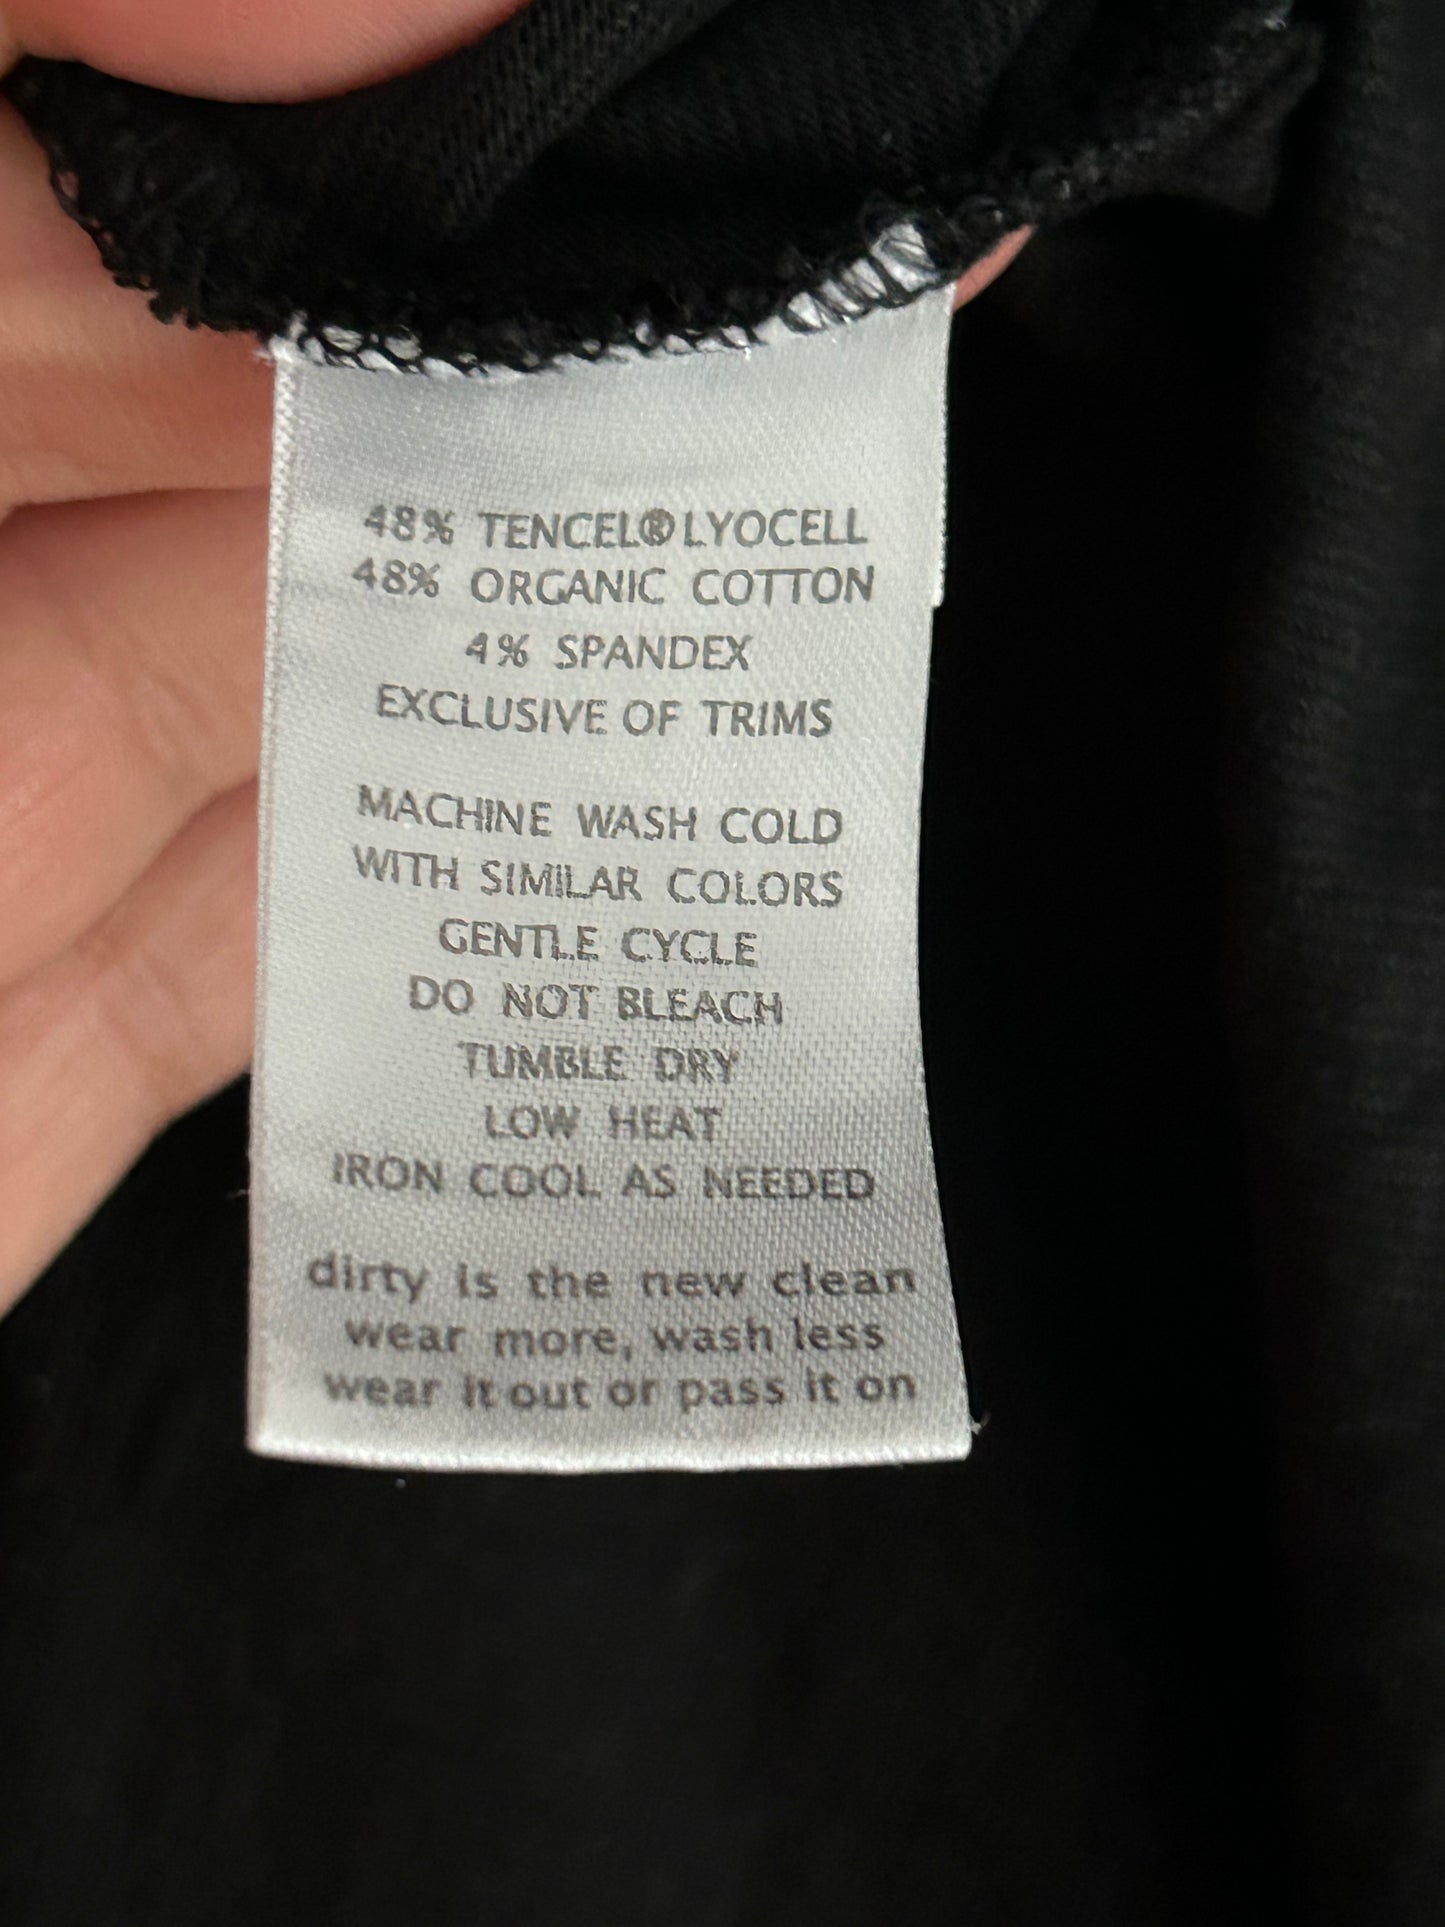 48% TENCEL® LYOCELL
48% ORGANIC COTTON
4% SPANDEX
EXCLUSIVE OF TRIMS
MACHINE WASH COLD
WITH SIMILAR COLORS
GENTLE CYCLE
DO NOT BLEACH
TUMBLE DRY
LOW HEAT
IRON COOL AS NEEDED
dirty is the new clean
wear more, wash less
wear it out or pass it on